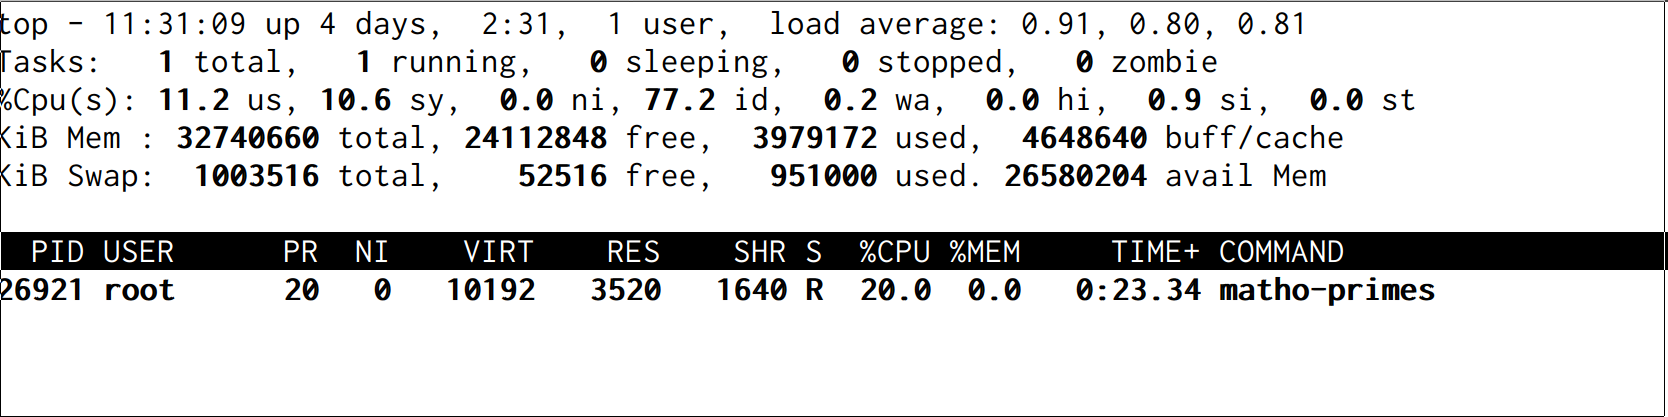 top - 11:31:09 up 4 days,  2:31,  1 user,  load average: 0.91, 0.80, 0.81
Tasks:   1 total,   1 running,   0 sleeping,   0 stopped,   0 zombie
%Cpu(s): 11.2 us, 10.6 sy,  0.0 ni, 77.2 id,  0.2 wa,  0.0 hi,  0.9 si,  0.0 st
KiB Mem : 32740660 total, 24112848 free,  3979172 used,  4648640 buff/cache
KiB Swap:  1003516 total,    52516 free,   951000 used. 26580204 avail Mem
  PID USER      PR  NI    VIRT    RES    SHR S  %CPU %MEM     TIME+ COMMAND
26921 root      20   0   10192   3520   1640 R  20.0  0.0   0:23.34 matho-primes